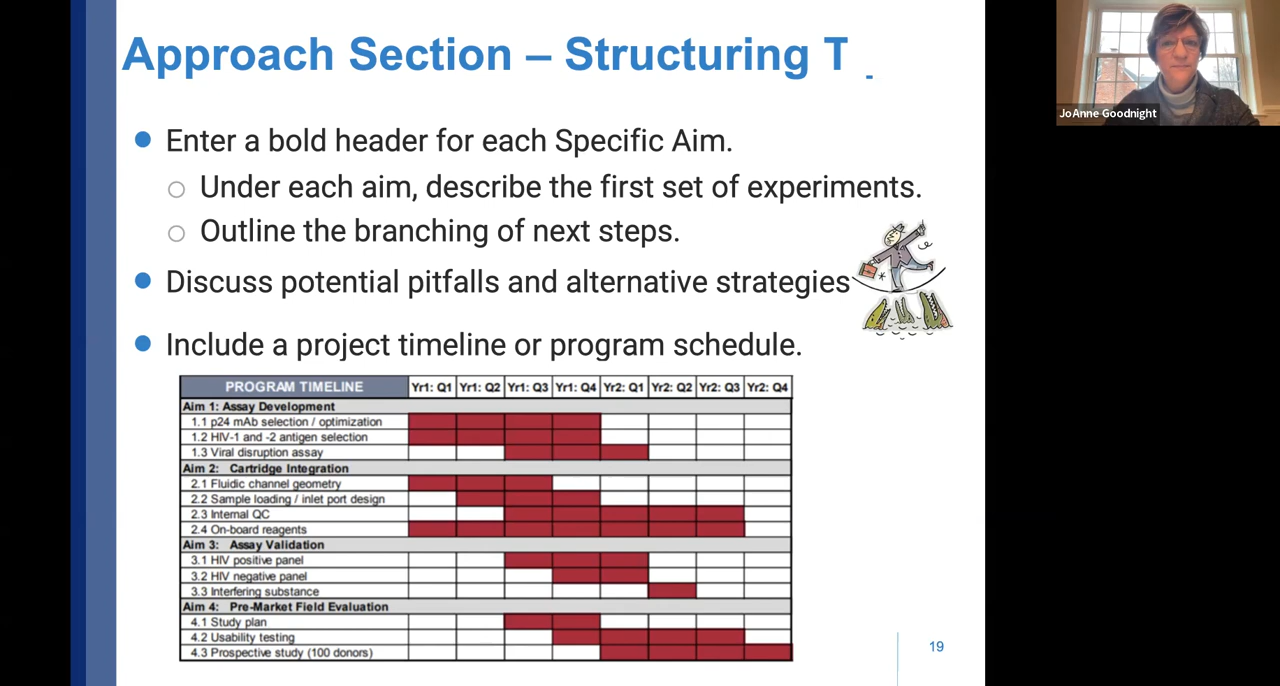 Approach Section – Structuring T
JoAnne Goodnight
Enter a bold header for each Specific Aim.
Under each aim, describe the first set of experiments.
Outline the branching of next steps.
Discuss potential pitfalls and alternative strategies
Include a project timeline or program schedule.
PROGRAM TIMELINE Yr1: Q1 Yr1: Q2 Yr1: Q3 Yr1: Q4 Yr2: Q1 Yr2: Q2 Yr2: Q3 Yr2: Q4
Aim 1: Assay Development
1.1 p24 mAb selection / optimization
1.2 HIV-1 and -2 antigen selection
1.3 Viral disruption assay
Aim 2: Cartridge Integration
2.1 Fluidic channel geometry
2.2 Sample loading / inlet port design
2.3 Internal QC
2.4 On-board reagents
Aim 3: Assay Validation
3.1 HIV positive panel
3.2 HIV negative panel
3.3 Interfering substance
Aim 4: Pre-Market Field Evaluation
4.1 Study plan
4.2 Usability testing
4.3 Prospective study (100 donors)
19